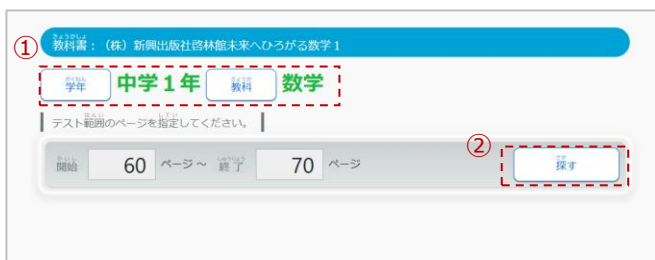 ①
教科書：（株）新興出版社啓林館未来へひろがる数学１
学年 中学１年 教科 数学
テスト範囲のページを指定してください。
②
開始 60 ページ～ 終了 70 ページ 探す